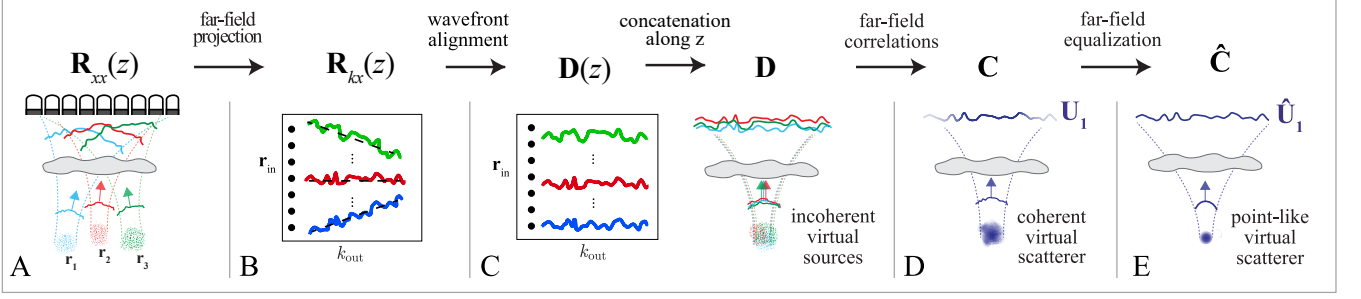 far-field
projection
wavefront
alignment
concatenation
along z
far-field
correlations
far-field
equalization
R_xx(z)
R_kx(z)
D(z)
D
C
Ĉ
r_in
r_in
U_1
Û_1
incoherent
virtual
sources
coherent
virtual
scatterer
point-like
virtual
scatterer
r_1 r_2 r_3
k_out
k_out
A B C D E